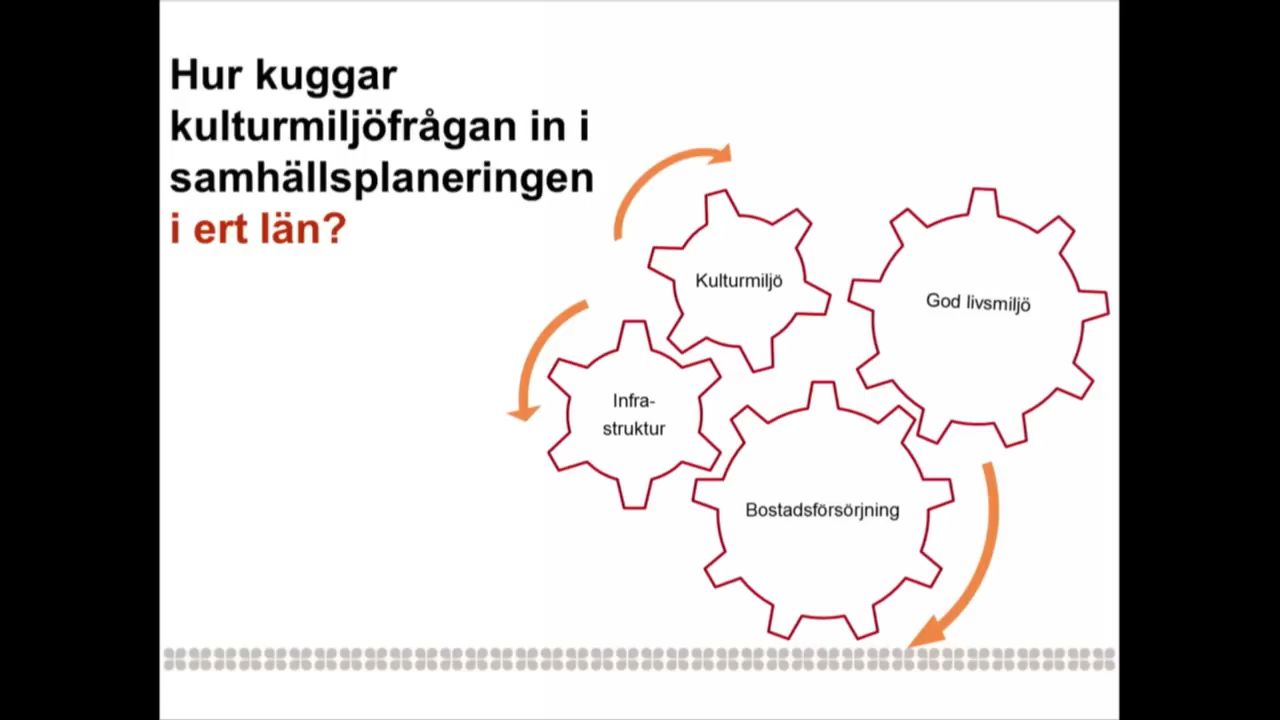 Hur kuggar
kulturmiljöfrågan in i
samhällsplaneringen
i ert län?
Kulturmiljö
God livsmiljö
Infra-
struktur
Bostadsförsörjning